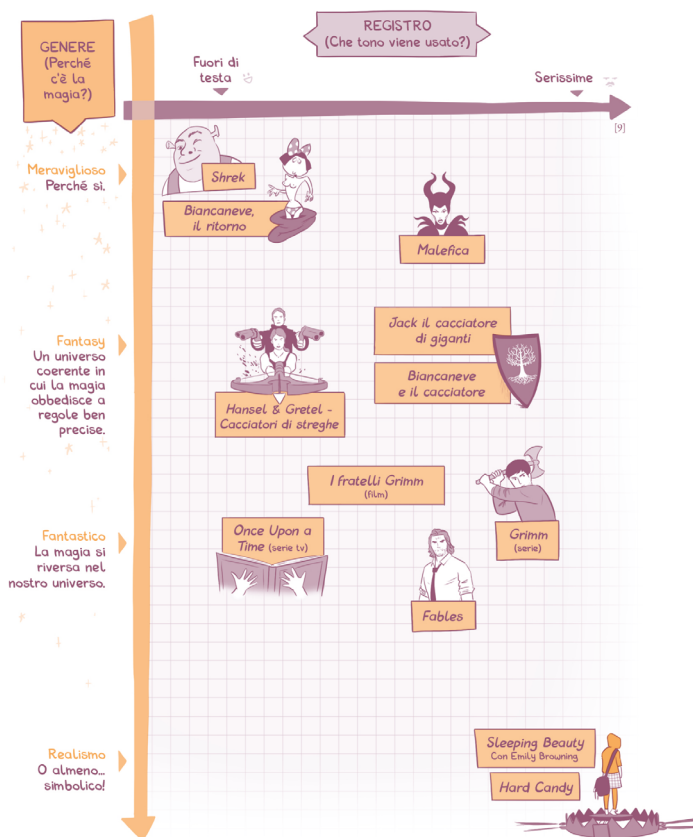 GENERE
(Perché
c'è la
magia?)
REGISTRO
(Che tono viene usato?)
Fuori di
testa
Serissime
[9]
Meraviglioso
Perché sì.
Shrek
Biancaneve,
il ritorno
Malefica
Fantasy
Un universo
coerente in
cui la magia
obbedisce a
regole ben
precise.
Jack il cacciatore
di giganti
Biancaneve
e il cacciatore
Hansel & Gretel -
Cacciatori di streghe
I fratelli Grimm
(film)
Fantastico
La magia si
riversa nel
nostro universo.
Once Upon a
Time (serie tv)
Grimm
(serie)
Fables
Realismo
O almeno...
simbolico!
Sleeping Beauty
Con Emily Browning
Hard Candy